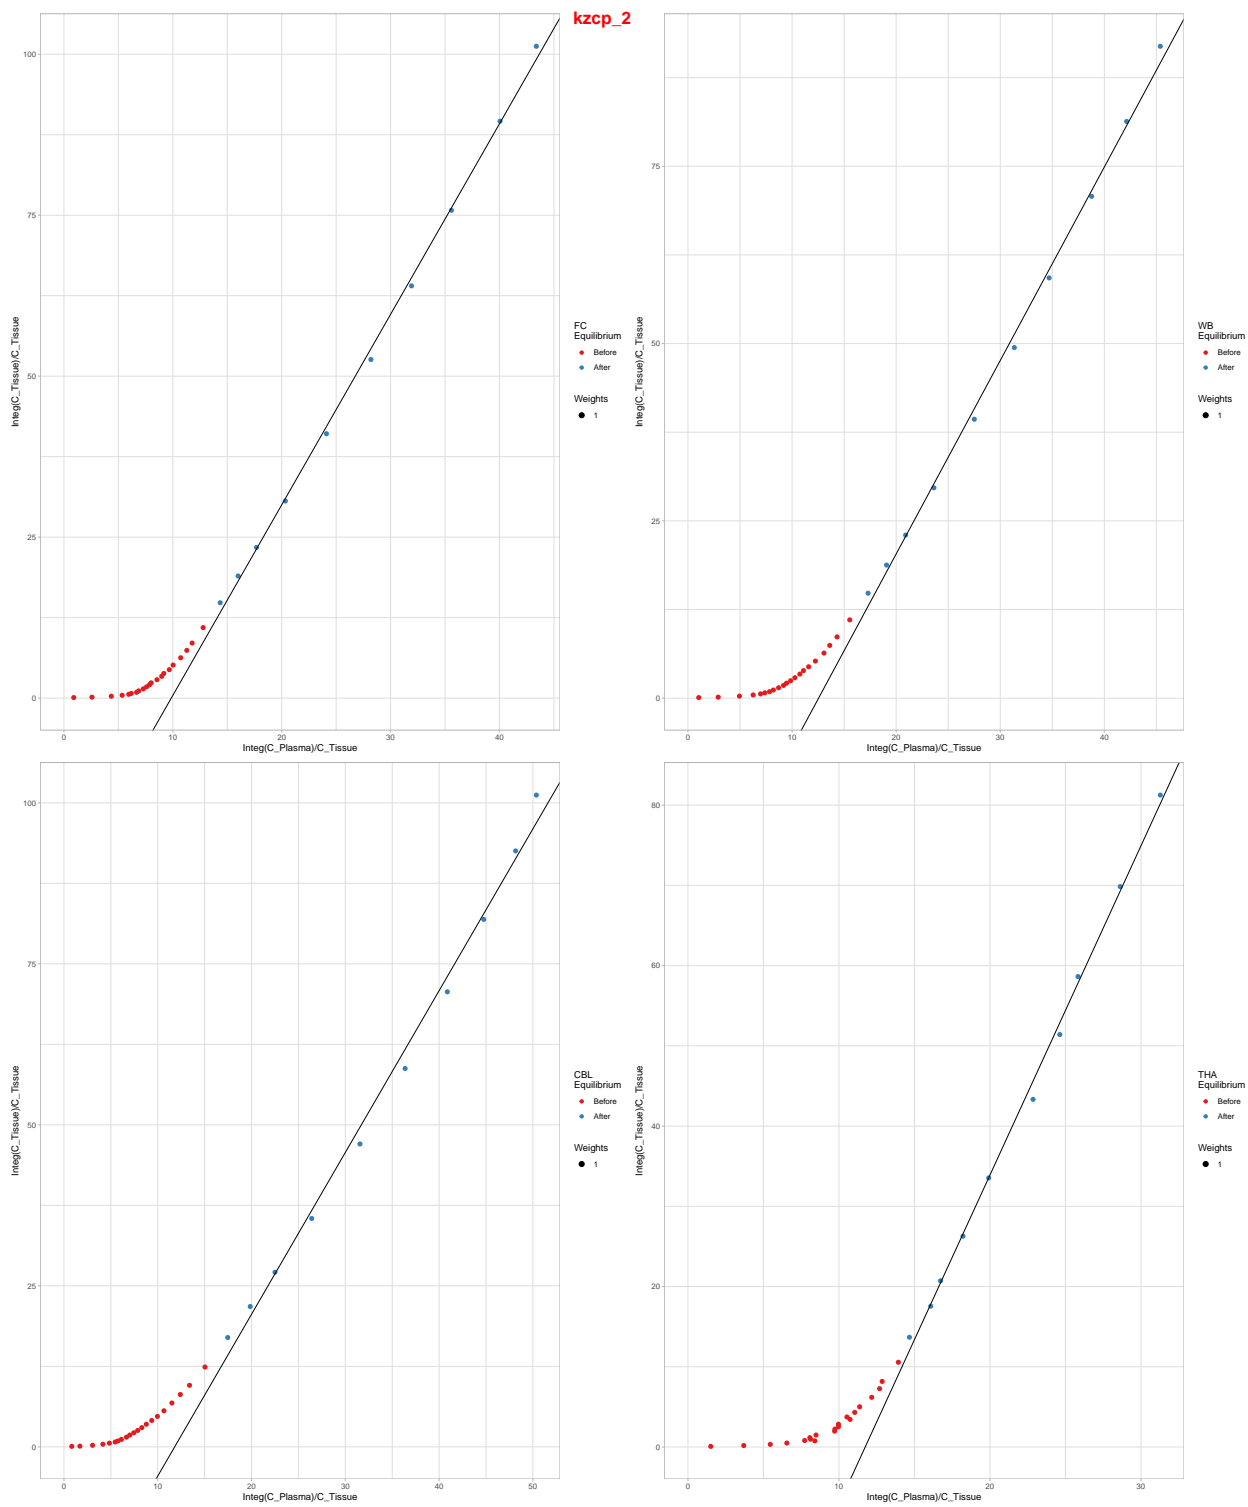 kzcp_2
Integ(C_Tissue)/C_Tissue
100
75
50
25
0
0 10 20 30 40
Integ(C_Plasma)/C_Tissue
FC
Equilibrium
Before
After
Weights
1
Integ(C_Tissue)/C_Tissue
75
50
25
0
0 10 20 30 40
Integ(C_Plasma)/C_Tissue
WB
Equilibrium
Before
After
Weights
1
Integ(C_Tissue)/C_Tissue
100
75
50
25
0
0 10 20 30 40 50
Integ(C_Plasma)/C_Tissue
CBL
Equilibrium
Before
After
Weights
1
Integ(C_Tissue)/C_Tissue
80
60
40
20
0
0 10 20 30
Integ(C_Plasma)/C_Tissue
THA
Equilibrium
Before
After
Weights
1